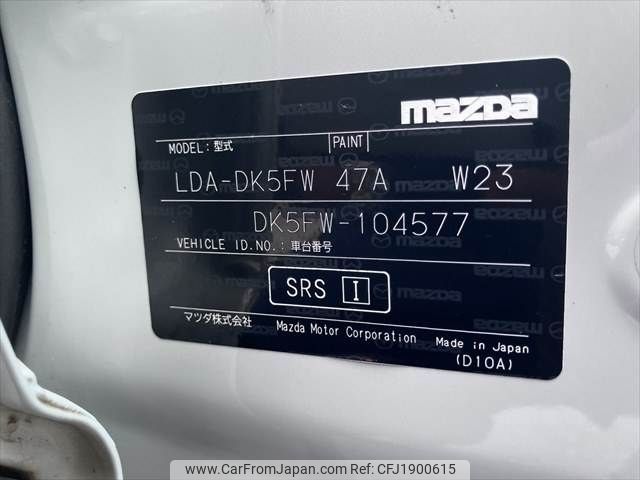 mazda
MODEL:型式 PAINT
LDA-DK5FW 47A W23
DK5FW-104577
VEHICLE ID.NO.:車台番号
SRS I
マツダ株式会社 Mazda Motor Corporation Made in Japan
(D10A)
www.CarFromJapan.com - CFJ1900615